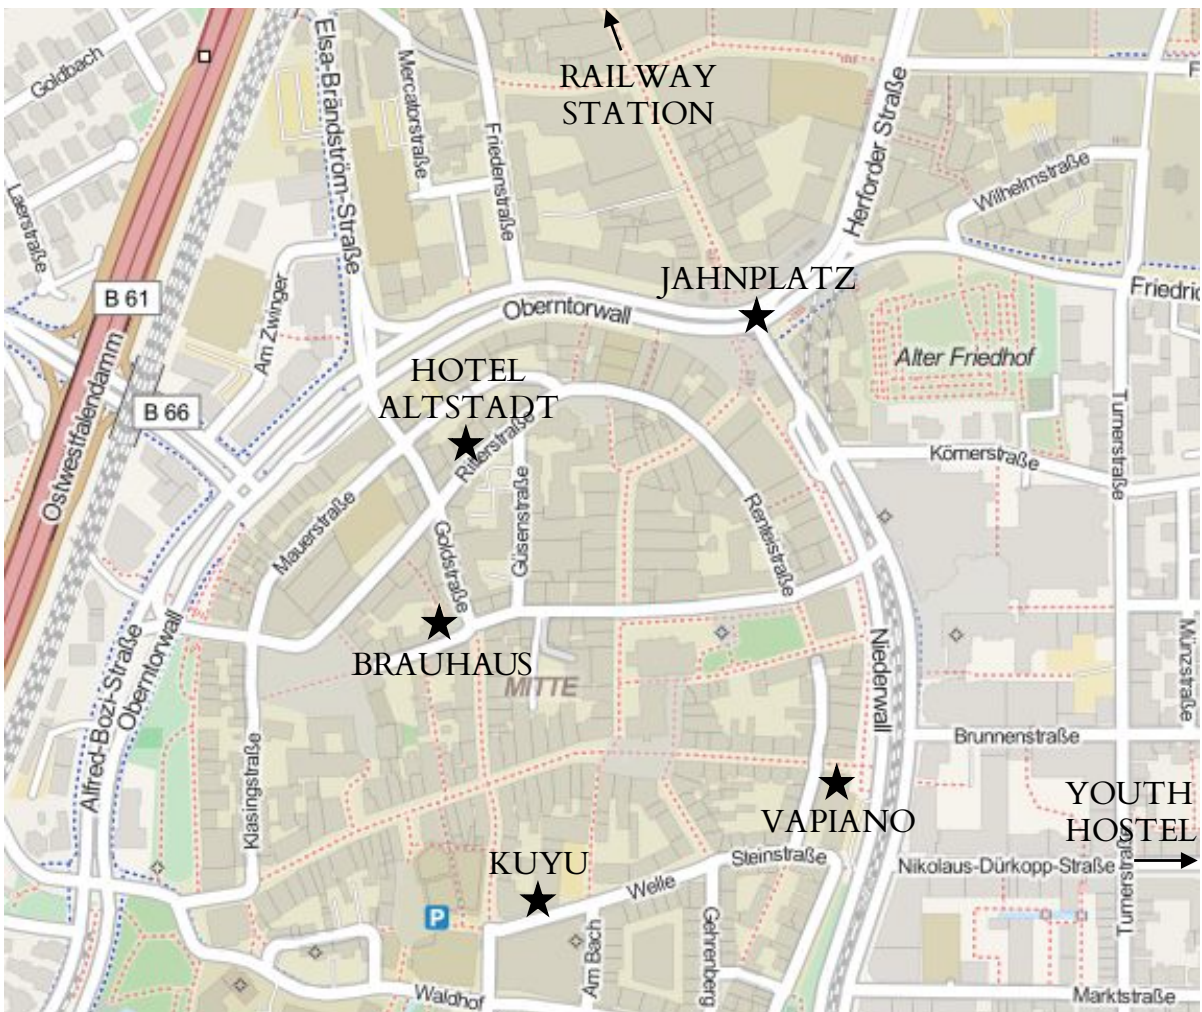 RAILWAY
STATION
Goldbach
Elsa-Brändström-Straße
Mercatorstraße
Friedenstraße
Herforder Straße
F
Wilhelmstraße
Laerstraße
JAHNPLATZ
B 61
Am Zwinger
Oberntorwall
Friedric
Alter Friedhof
HOTEL
ALTSTADT
Ostwestfalendamm
B 66
Ritterstraße
Turnerstraße
Körnerstraße
Mauerstraße
Goldstraße
Güsenstraße
Renteistraße
BRAUHAUS
MITTE
Alfred-Bozi-Straße
Oberntorwall
Niederwall
Münzstraße
Klasingstraße
Brunnenstraße
VAPIANO
YOUTH
HOSTEL
KUYU
Steinstraße
Nikolaus-Dürkopp-Straße
Turnerstraße
Welle
P
Gehrenberg
Am Bach
Waldhof
Marktstraße